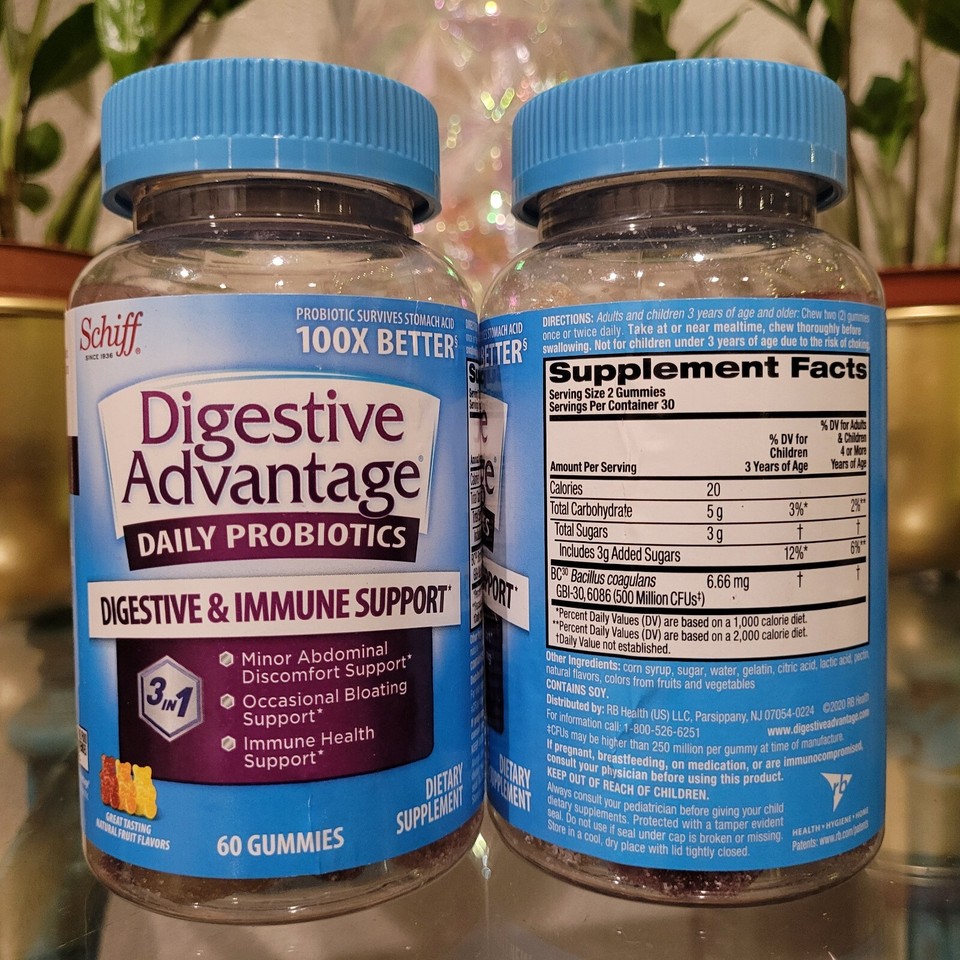 Schiff®
SINCE 1936
PROBIOTIC SURVIVES STOMACH ACID
100X BETTER§
Digestive
Advantage®
DAILY PROBIOTICS
DIGESTIVE & IMMUNE SUPPORT*
3 IN 1
Minor Abdominal
Discomfort Support*
Occasional Bloating
Support*
Immune Health
Support*
GREAT TASTING
NATURAL FRUIT FLAVORS
60 GUMMIES
DIETARY
SUPPLEMENT
STOMACH ACID
ETTER§
PORT*
DIETARY
SUPPLEMENT
DIRECTIONS: Adults and children 3 years of age and older: Chew two (2) gummies
once or twice daily. Take at or near mealtime, chew thoroughly before
swallowing. Not for children under 3 years of age due to the risk of choking.
Supplement Facts
Serving Size 2 Gummies
Servings Per Container 30
Amount Per Serving
% DV for
Children
3 Years of Age
% DV for Adults
& Children
4 or More
Years of Age
Calories 20
Total Carbohydrate 5 g 3%* 2%**
Total Sugars 3 g † †
Includes 3g Added Sugars 12%* 6%**
BC30 Bacillus coagulans 6.66 mg † †
GBI-30, 6086 (500 Million CFUs‡)
*Percent Daily Values (DV) are based on a 1,000 calorie diet.
**Percent Daily Values (DV) are based on a 2,000 calorie diet.
†Daily Value not established.
Other Ingredients: corn syrup, sugar, water, gelatin, citric acid, lactic acid, pectin,
natural flavors, colors from fruits and vegetables
CONTAINS SOY.
Distributed by: RB Health (US) LLC, Parsippany, NJ 07054-0224 ©2020 RB Health
For information call: 1-800-526-6251 www.digestiveadvantage.com
‡CFUs may be higher than 250 million per gummy at time of manufacture.
If pregnant, breastfeeding, on medication, or are immunocompromised,
consult your physician before using this product.
KEEP OUT OF REACH OF CHILDREN.
Always consult your pediatrician before giving your child
dietary supplements. Protected with a tamper evident
seal. Do not use if seal under cap is broken or missing.
Store in a cool, dry place with lid tightly closed.
rb
HEALTH • HYGIENE • HOME
Patents: www.rb.com/patents